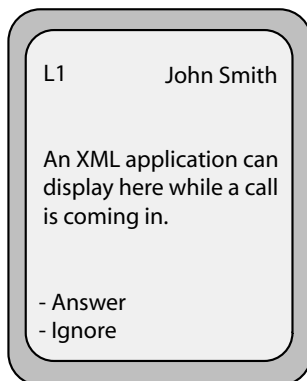 L1 John Smith
An XML application can
display here while a call
is coming in.
- Answer
- Ignore